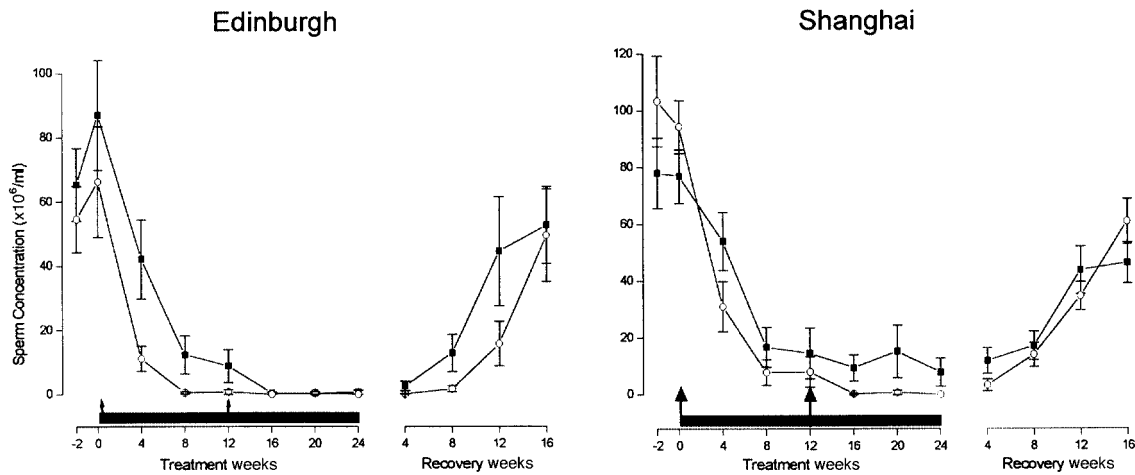 Edinburgh
Shanghai
Sperm Concentration (x10⁶/ml)
100
80
60
40
20
0
120
100
80
60
40
20
0
-2 0 4 8 12 16 20 24
4 8 12 16
-2 0 4 8 12 16 20 24
4 8 12 16
Treatment weeks
Recovery weeks
Treatment weeks
Recovery weeks